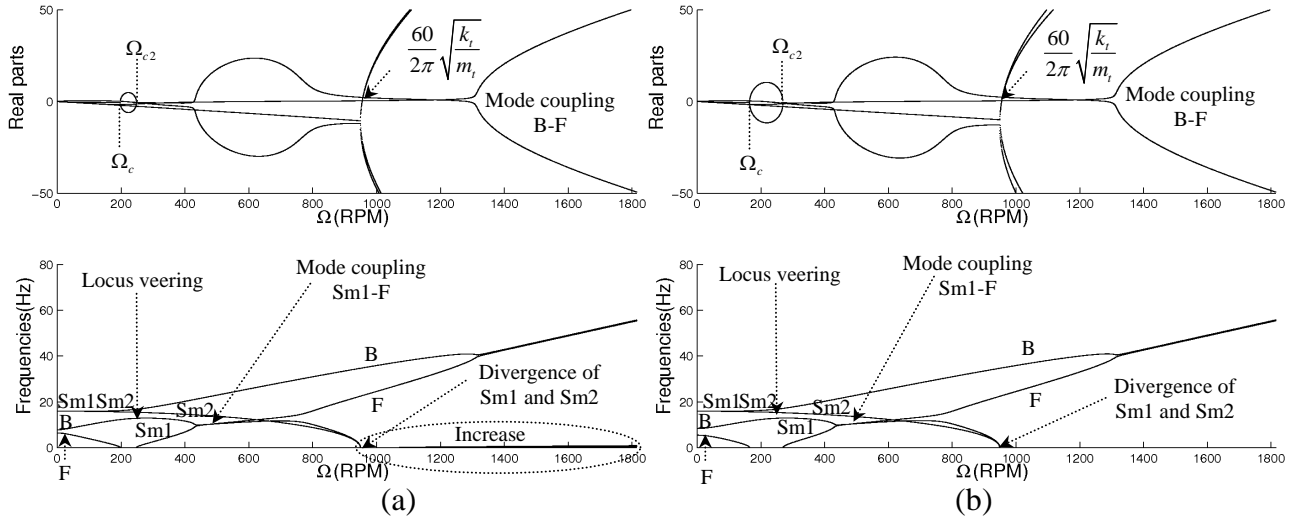 50
Real parts
0
−50
Ω_c2
Ω_c
60/2π √(k_t/m_t)
Mode coupling
B-F
0 200 400 600 800 1000 1200 1400 1600 1800
Ω(RPM)
50
Real parts
0
−50
Ω_c2
Ω_c
60/2π √(k_t/m_t)
Mode coupling
B-F
0 200 400 600 800 1000 1200 1400 1600 1800
Ω(RPM)
80
60
40
20
0
Frequencies(Hz)
Locus veering
Mode coupling
Sm1-F
B
F
Divergence of
Sm1 and Sm2
Sm1Sm2
Sm2
B
Sm1
Increase
F
0 200 400 600 800 1000 1200 1400 1600 1800
Ω(RPM)
(a)
80
60
40
20
0
Frequencies(Hz)
Locus veering
Mode coupling
Sm1-F
B
F
Divergence of
Sm1 and Sm2
Sm1Sm2
Sm2
B
Sm1
F
0 200 400 600 800 1000 1200 1400 1600 1800
Ω(RPM)
(b)